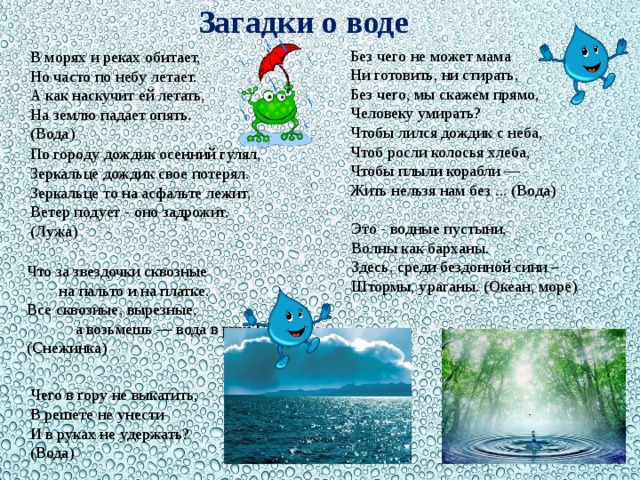 Загадки о воде
В морях и реках обитает,
Но часто по небу летает.
А как наскучит ей летать,
На землю падает опять.
(Вода)
По городу дождик осенний гулял,
Зеркальце дождик свое потерял.
Зеркальце то на асфальте лежит,
Ветер подует - оно задрожит.
(Лужа)
Что за звездочки сквозные
на пальто и на платке.
Все сквозные, вырезные,
а возьмешь — вода в
(Снежинка)
Чего в гору не выкатить,
В решете не унести
И в руках не удержать?
(Вода)
Без чего не может мама
Ни готовить, ни стирать,
Без чего, мы скажем прямо,
Человеку умирать?
Чтобы лился дождик с неба,
Чтоб росли колосья хлеба,
Чтобы плыли корабли —
Жить нельзя нам без ... (Вода)
Это - водные пустыни,
Волны как барханы.
Здесь, среди бездонной сини –
Штормы, ураганы. (Океан, море)